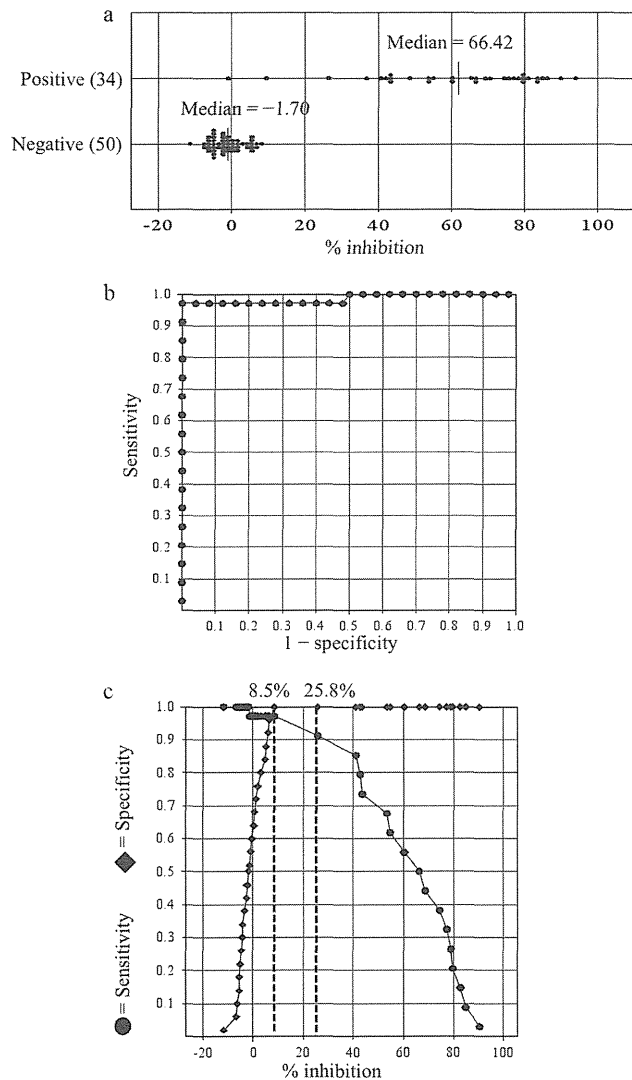 a
Median = 66.42
Positive (34)
Median = −1.70
Negative (50)
-20 0 20 40 60 80 100
% inhibition
b
1.0
0.9
0.8
0.7
0.6
0.5
0.4
0.3
0.2
0.1
Sensitivity
0.1 0.2 0.3 0.4 0.5 0.6 0.7 0.8 0.9 1.0
1 − specificity
c
8.5% 25.8%
1.0
0.9
0.8
0.7
0.6
0.5
0.4
0.3
0.2
0.1
= Specificity
= Sensitivity
-20 0 20 40 60 80 100
% inhibition